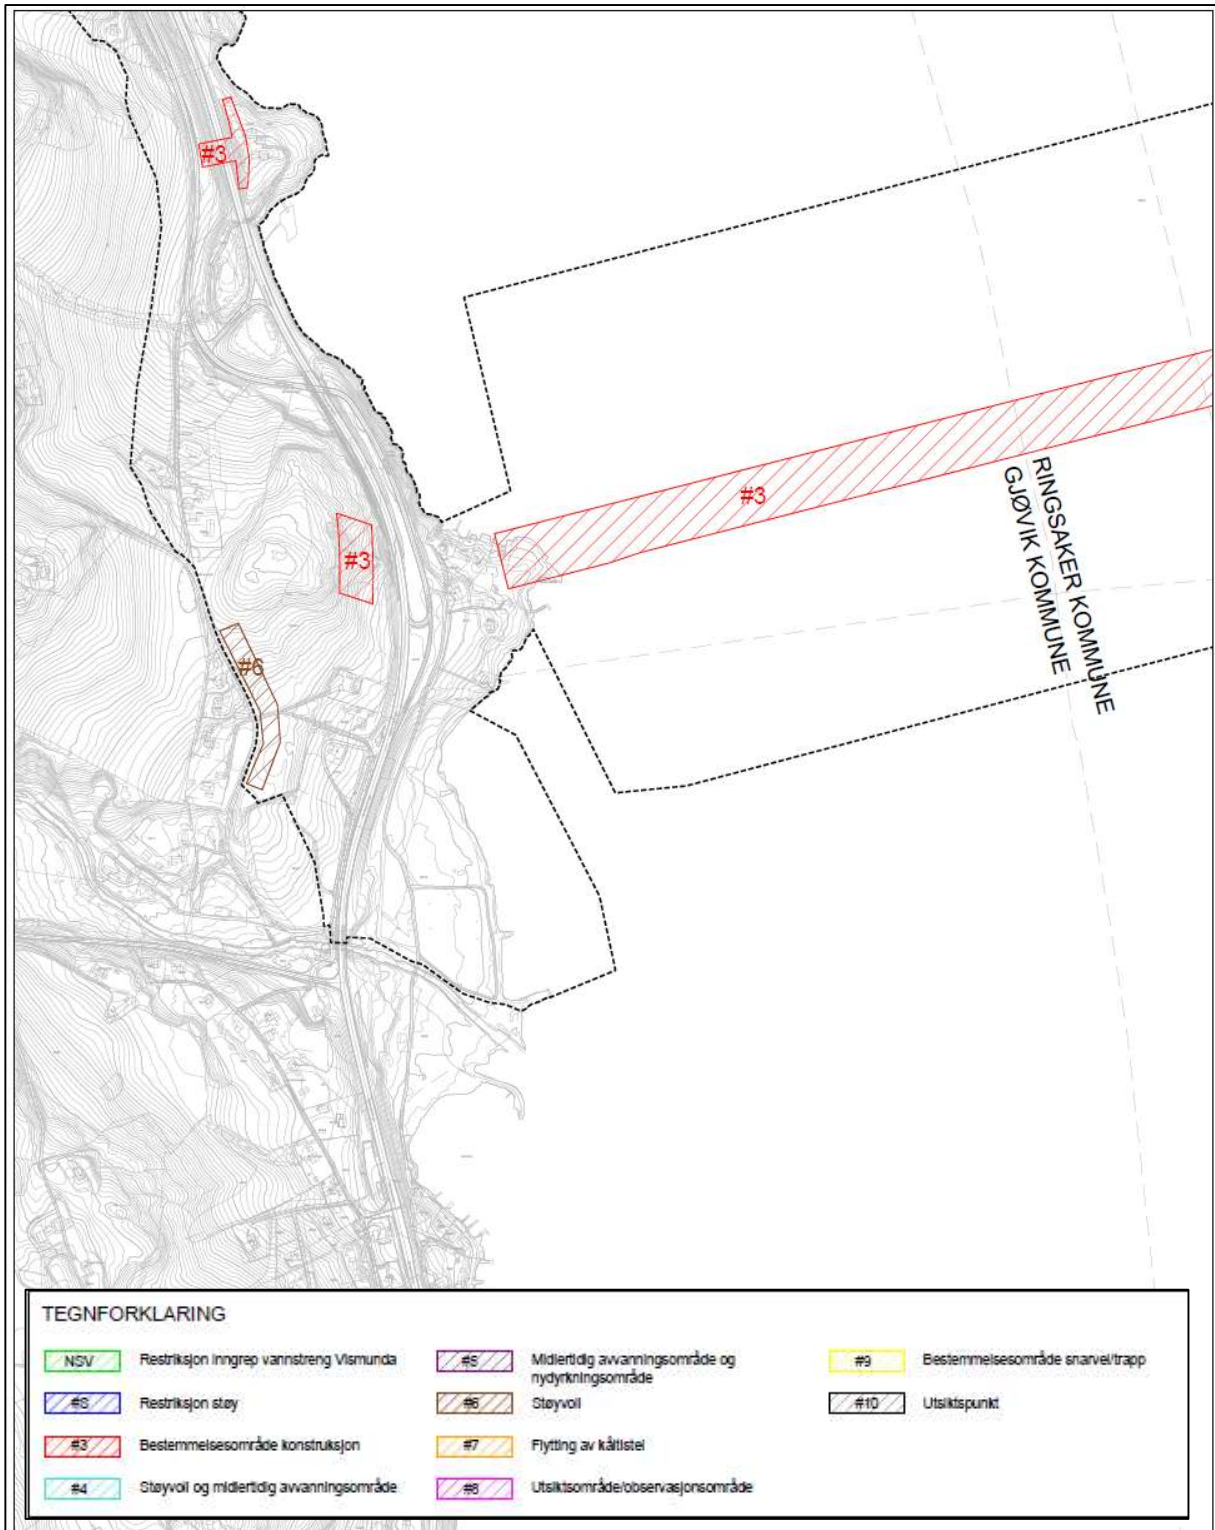 #3
#3
#3
#6
RINGSAKER KOMMUNE
GJØVIK KOMMUNE
TEGNFORKLARING
NSV Restriksjon inngrep vannstreng Vismunda
#S Restriksjon støy
#3 Bestemmelsesområde konstruksjon
#4 Støyvoll og midlertidig avvanningsområde
#5 Midlertidig avvanningsområde og
nydyrkningsområde
#6 Støyvoll
#7 Flytting av kåltistel
#8 Utsiktsområde/observasjonsområde
#9 Bestemmelsesområde snarvei/trapp
#10 Utsiktspunkt